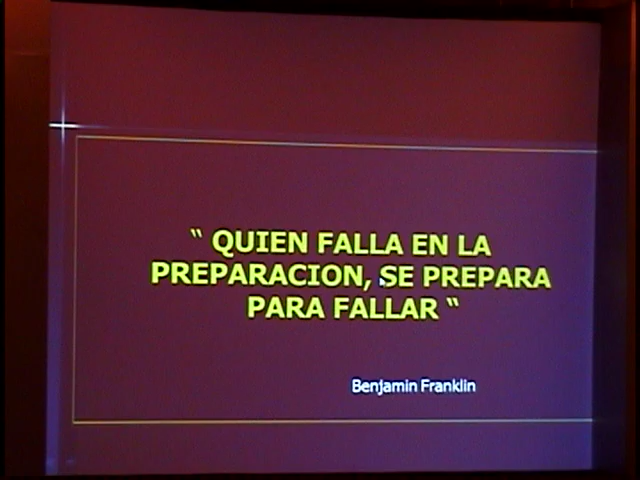 “ QUIEN FALLA EN LA
PREPARACION, SE PREPARA
PARA FALLAR “
Benjamin Franklin